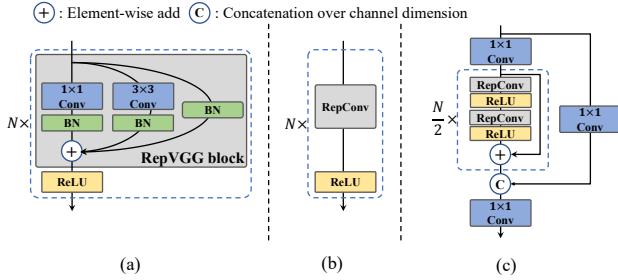 + : Element-wise add C : Concatenation over channel dimension
1×1 Conv
3×3 Conv
BN
BN
BN
N×
+
RepVGG block
ReLU
(a)
RepConv
N×
ReLU
(b)
1×1 Conv
RepConv
ReLU
RepConv
ReLU
N/2 ×
+
1×1 Conv
C
1×1 Conv
(c)